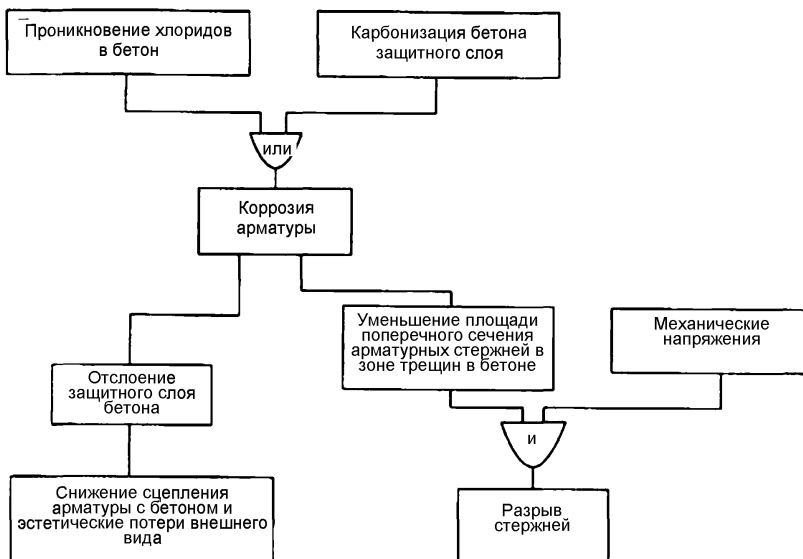 Проникновение хлоридов
в бетон
Карбонизация бетона
защитного слоя
или
Коррозия
арматуры
Уменьшение площади
поперечного сечения
арматурных стержней в
зоне трещин в бетоне
Механические
напряжения
Отслоение
защитного слоя
бетона
и
Снижение сцепления
арматуры с бетоном и
эстетические потери внешнего
вида
Разрыв
стержней